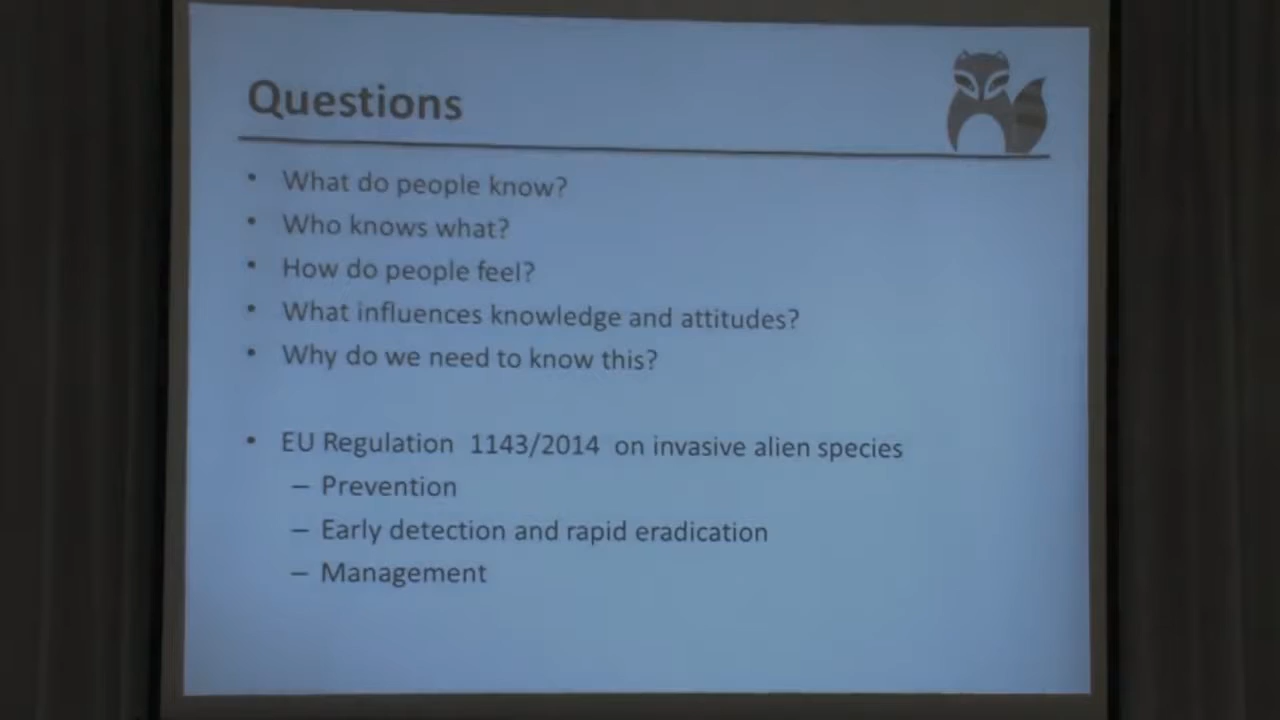 Questions
• What do people know?
• Who knows what?
• How do people feel?
• What influences knowledge and attitudes?
• Why do we need to know this?
• EU Regulation 1143/2014 on invasive alien species
– Prevention
– Early detection and rapid eradication
– Management